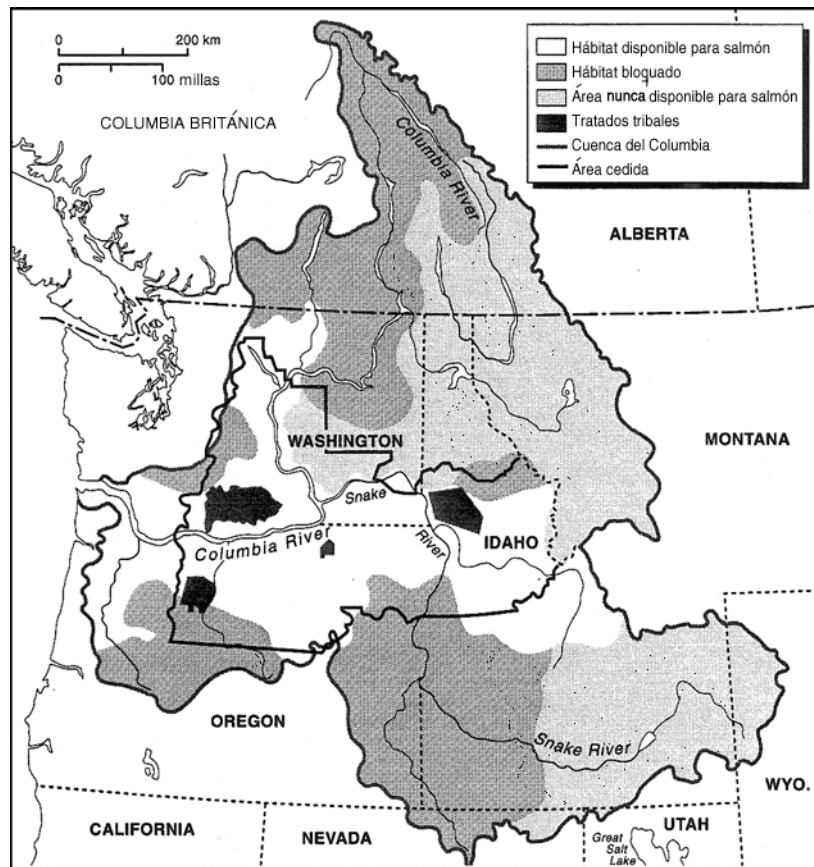 0
200 km
0
100 millas
Hábitat disponible para salmón
Hábitat bloquado
Área nunca disponible para salmón
Tratados tribales
Cuenca del Columbia
Área cedida
COLUMBIA BRITÁNICA
Columbia River
ALBERTA
WASHINGTON
MONTANA
Snake
River
IDAHO
Columbia River
OREGON
Snake River
WYO.
CALIFORNIA
NEVADA
UTAH
Great
Salt
Lake